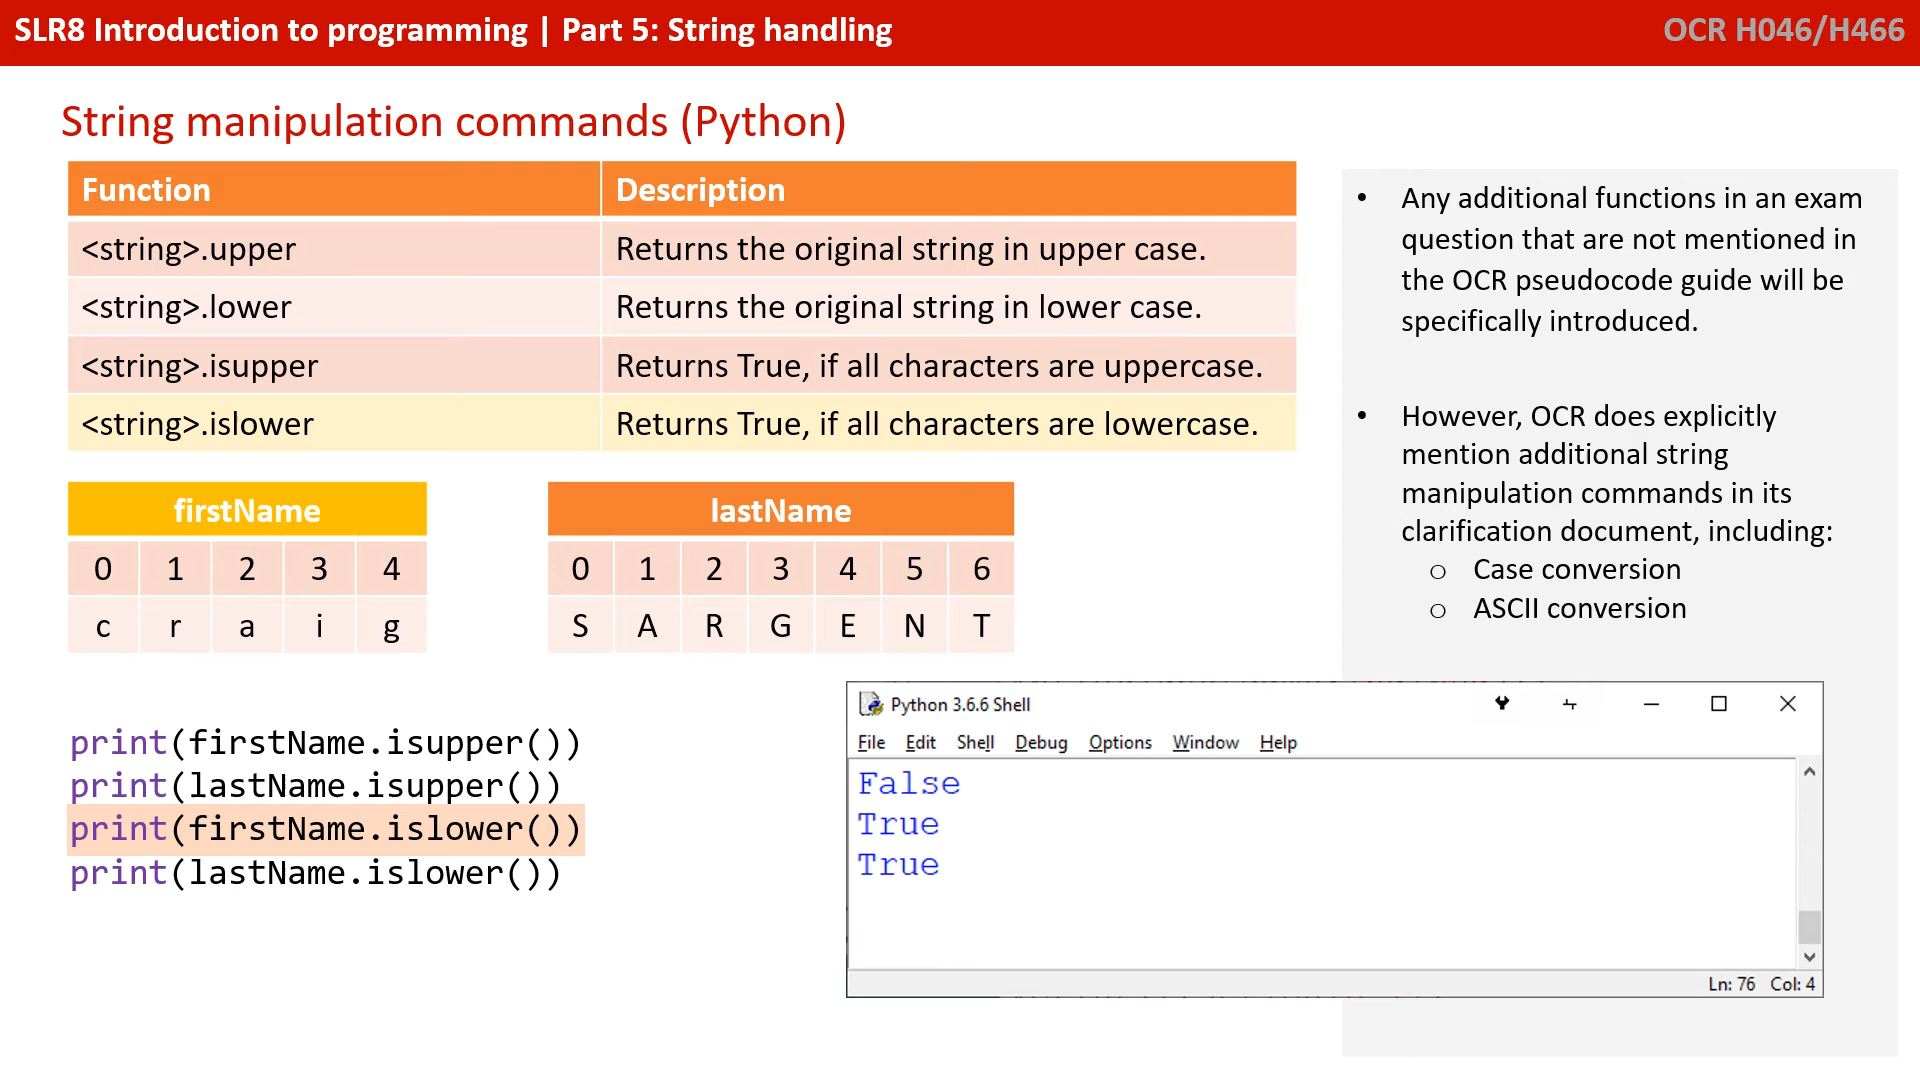 SLR8 Introduction to programming | Part 5: String handling
OCR H046/H466
String manipulation commands (Python)
Function Description
<string>.upper Returns the original string in upper case.
<string>.lower Returns the original string in lower case.
<string>.isupper Returns True, if all characters are uppercase.
<string>.islower Returns True, if all characters are lowercase.
firstName
0 1 2 3 4
c r a i g
lastName
0 1 2 3 4 5 6
S A R G E N T
print(firstName.isupper())
print(lastName.isupper())
print(firstName.islower())
print(lastName.islower())
• Any additional functions in an exam
question that are not mentioned in
the OCR pseudocode guide will be
specifically introduced.
• However, OCR does explicitly
mention additional string
manipulation commands in its
clarification document, including:
o Case conversion
o ASCII conversion
Python 3.6.6 Shell
File Edit Shell Debug Options Window Help
False
True
True
Ln: 76 Col: 4